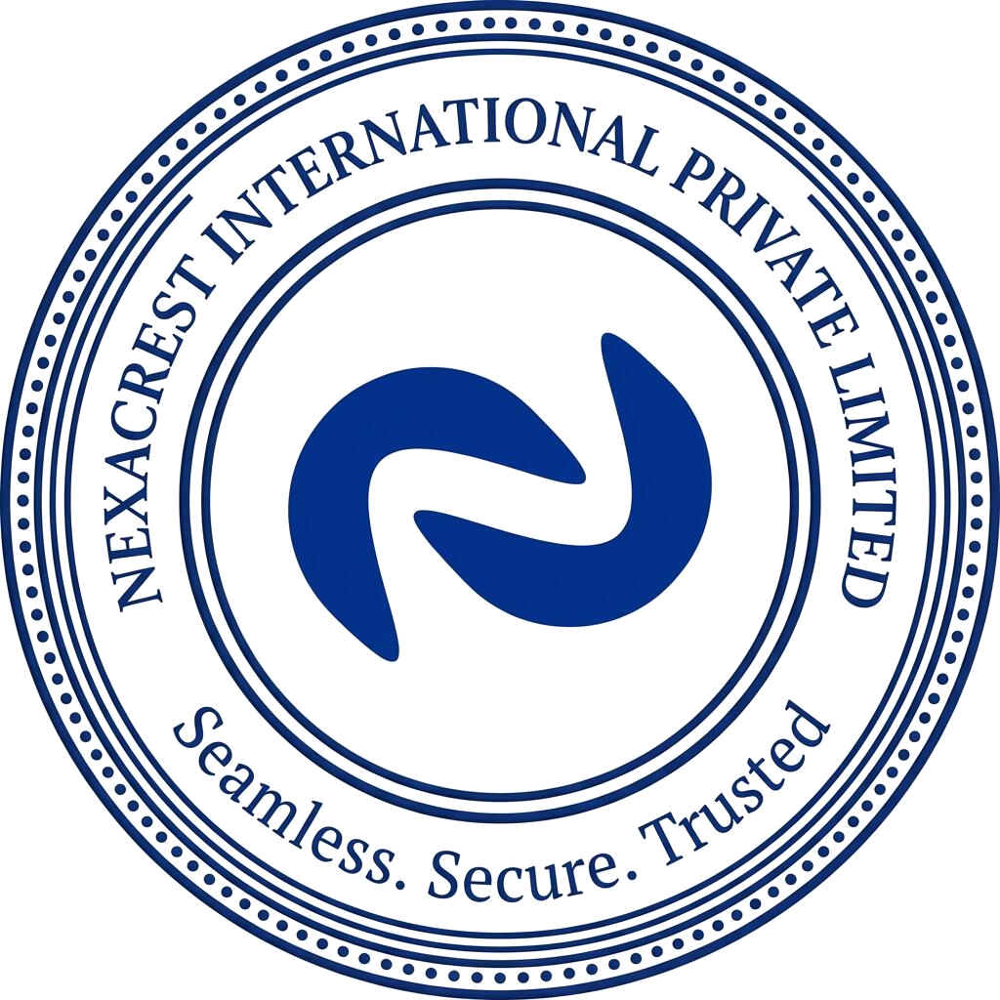 NEXACREST INTERNATIONAL PRIVATE LIMITED
Seamless. Secure. Trusted